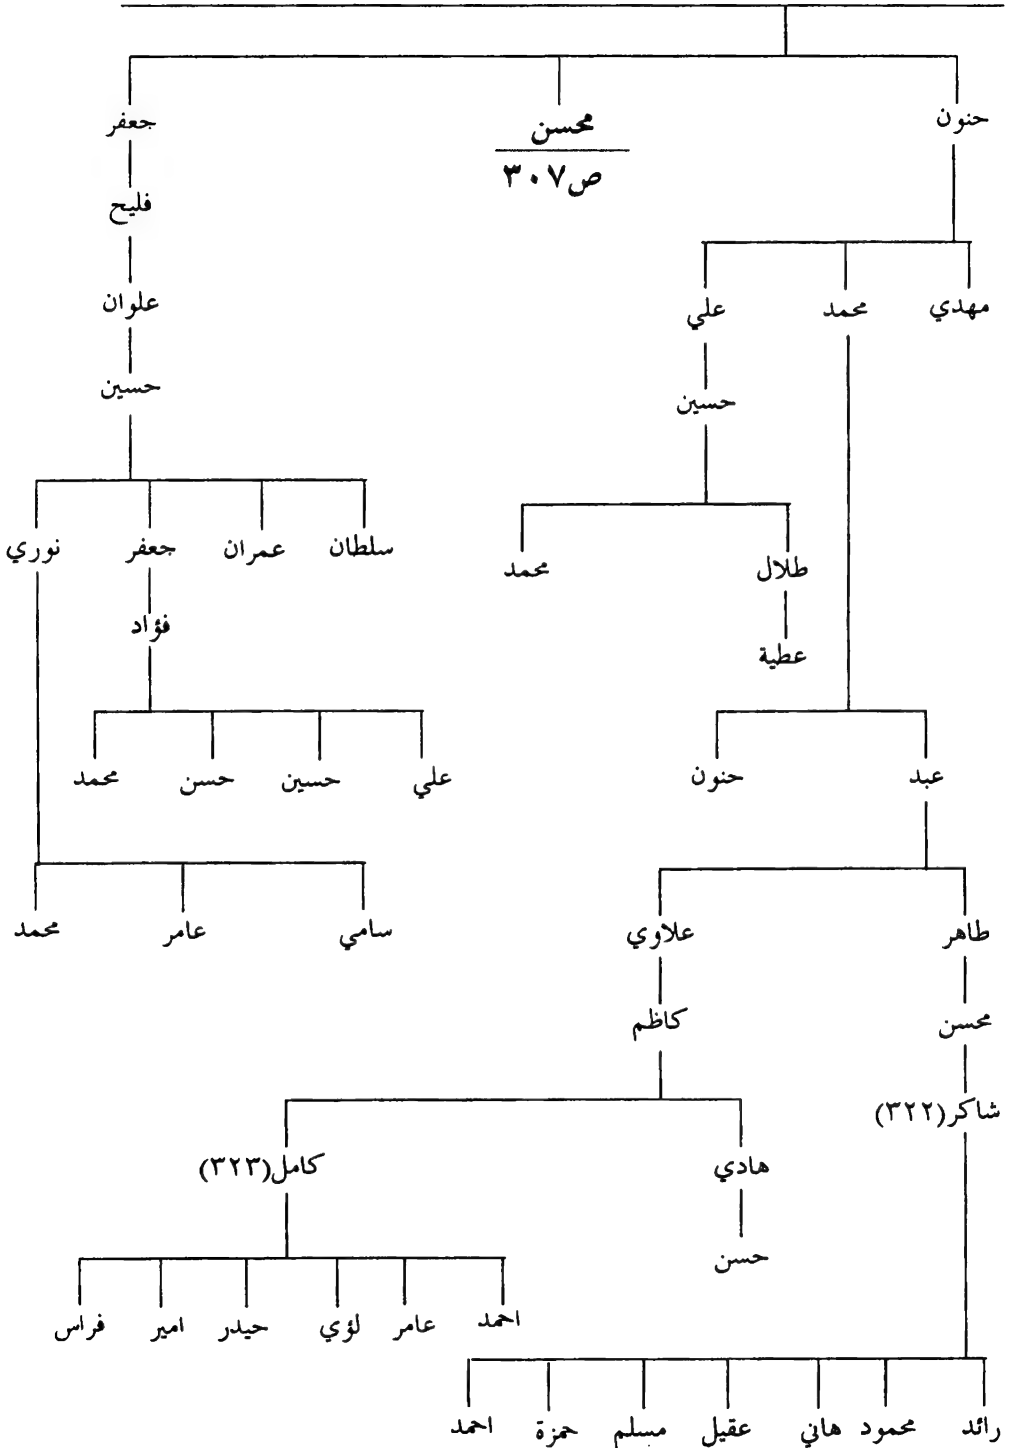 حنون محسن جعفر
ص٣٠٧
فليح
مهدي محمد علي علوان
حسين حسين
سلطان عمران جعفر نوري
طلال محمد
فؤاد
عطية
عبد حنون علي حسين حسن محمد
طاهر علاوي سامي عامر محمد
محسن كاظم
شاكر(٣٢٢)
هادي كامل(٣٢٣)
حسن
احمد عامر لؤي حيدر امير فراس
رائد محمود هاني عقيل مسلم حمزة احمد